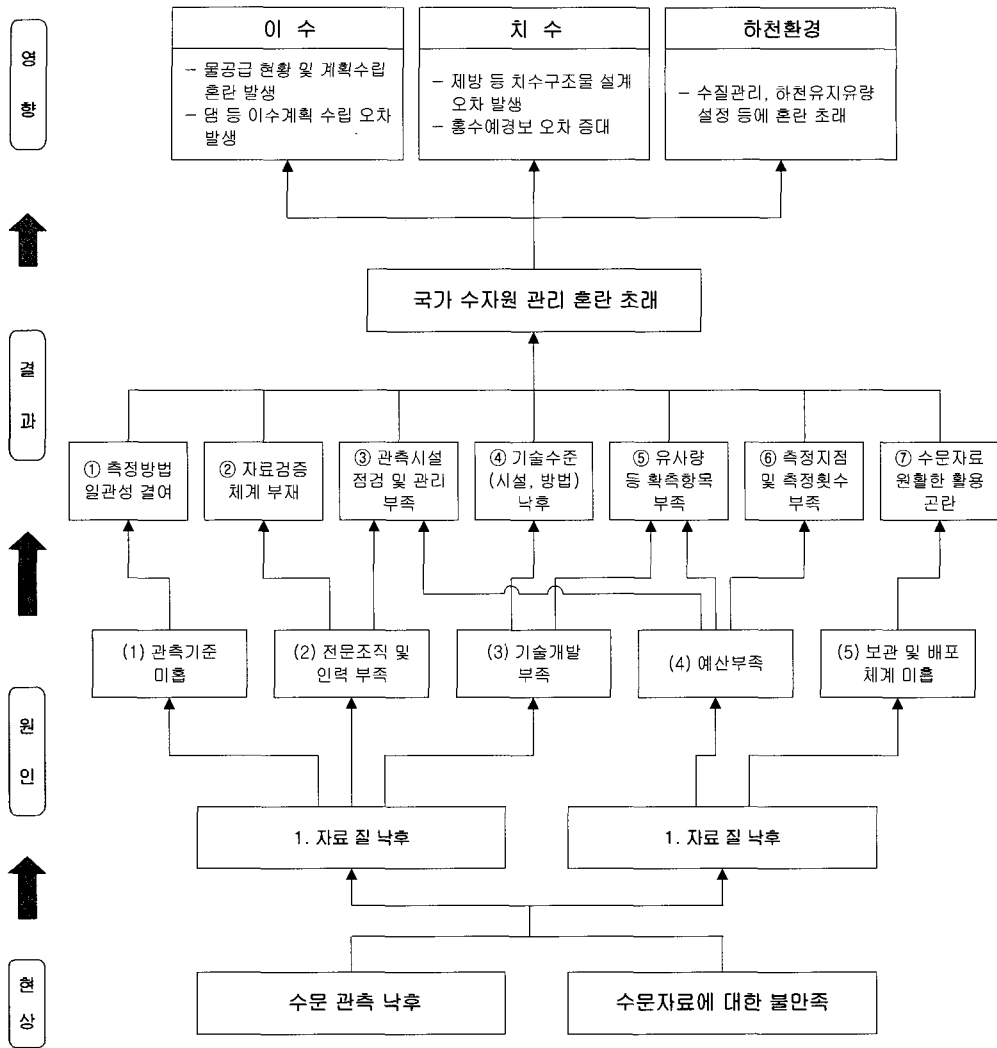 영
향
이 수
– 물공급 현황 및 계획수립
혼란 발생
– 댐 등 이수계획 수립 오차
발생
치 수
– 제방 등 치수구조물 설계
오차 발생
– 홍수예경보 오차 증대
하천환경
– 수질관리, 하천유지유량
설정 등에 혼란 초래
국가 수자원 관리 혼란 초래
결
과
① 측정방법
일관성 결여
② 자료검증
체계 부재
③ 관측시설
점검 및 관리
부족
④ 기술수준
(시설, 방법)
낙후
⑤ 유사량
등 확측항목
부족
⑥ 측정지점
및 측정횟수
부족
⑦ 수문자료
원활한 활용
곤란
(1) 관측기준
미흡
(2) 전문조직 및
인력 부족
(3) 기술개발
부족
(4) 예산부족
(5) 보관 및 배포
체계 미흡
원
인
1. 자료 질 낙후
1. 자료 질 낙후
현
상
수문 관측 낙후
수문자료에 대한 불만족